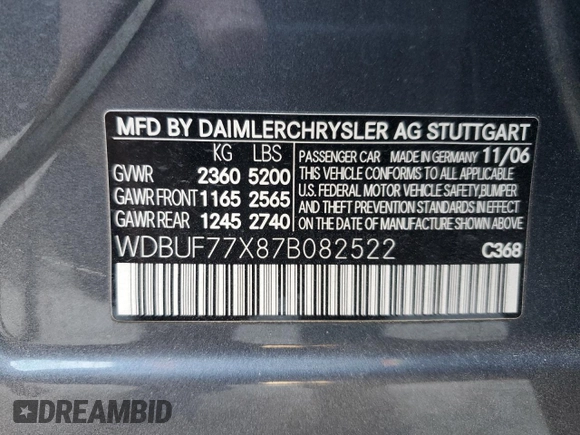 MFD BY DAIMLERCHRYSLER AG STUTTGART
KG LBS
GVWR 2360 5200
GAWR FRONT 1165 2565
GAWR REAR 1245 2740
PASSENGER CAR MADE IN GERMANY 11/06
THIS VEHICLE CONFORMS TO ALL APPLICABLE
U.S. FEDERAL MOTOR VEHICLE SAFETY,BUMPER
AND THEFT PREVENTION STANDARDS IN EFFECT
ON THE DATE OF MANUFACTURE SHOWN ABOVE
WDBUF77X87B082522
C368
DREAMBID